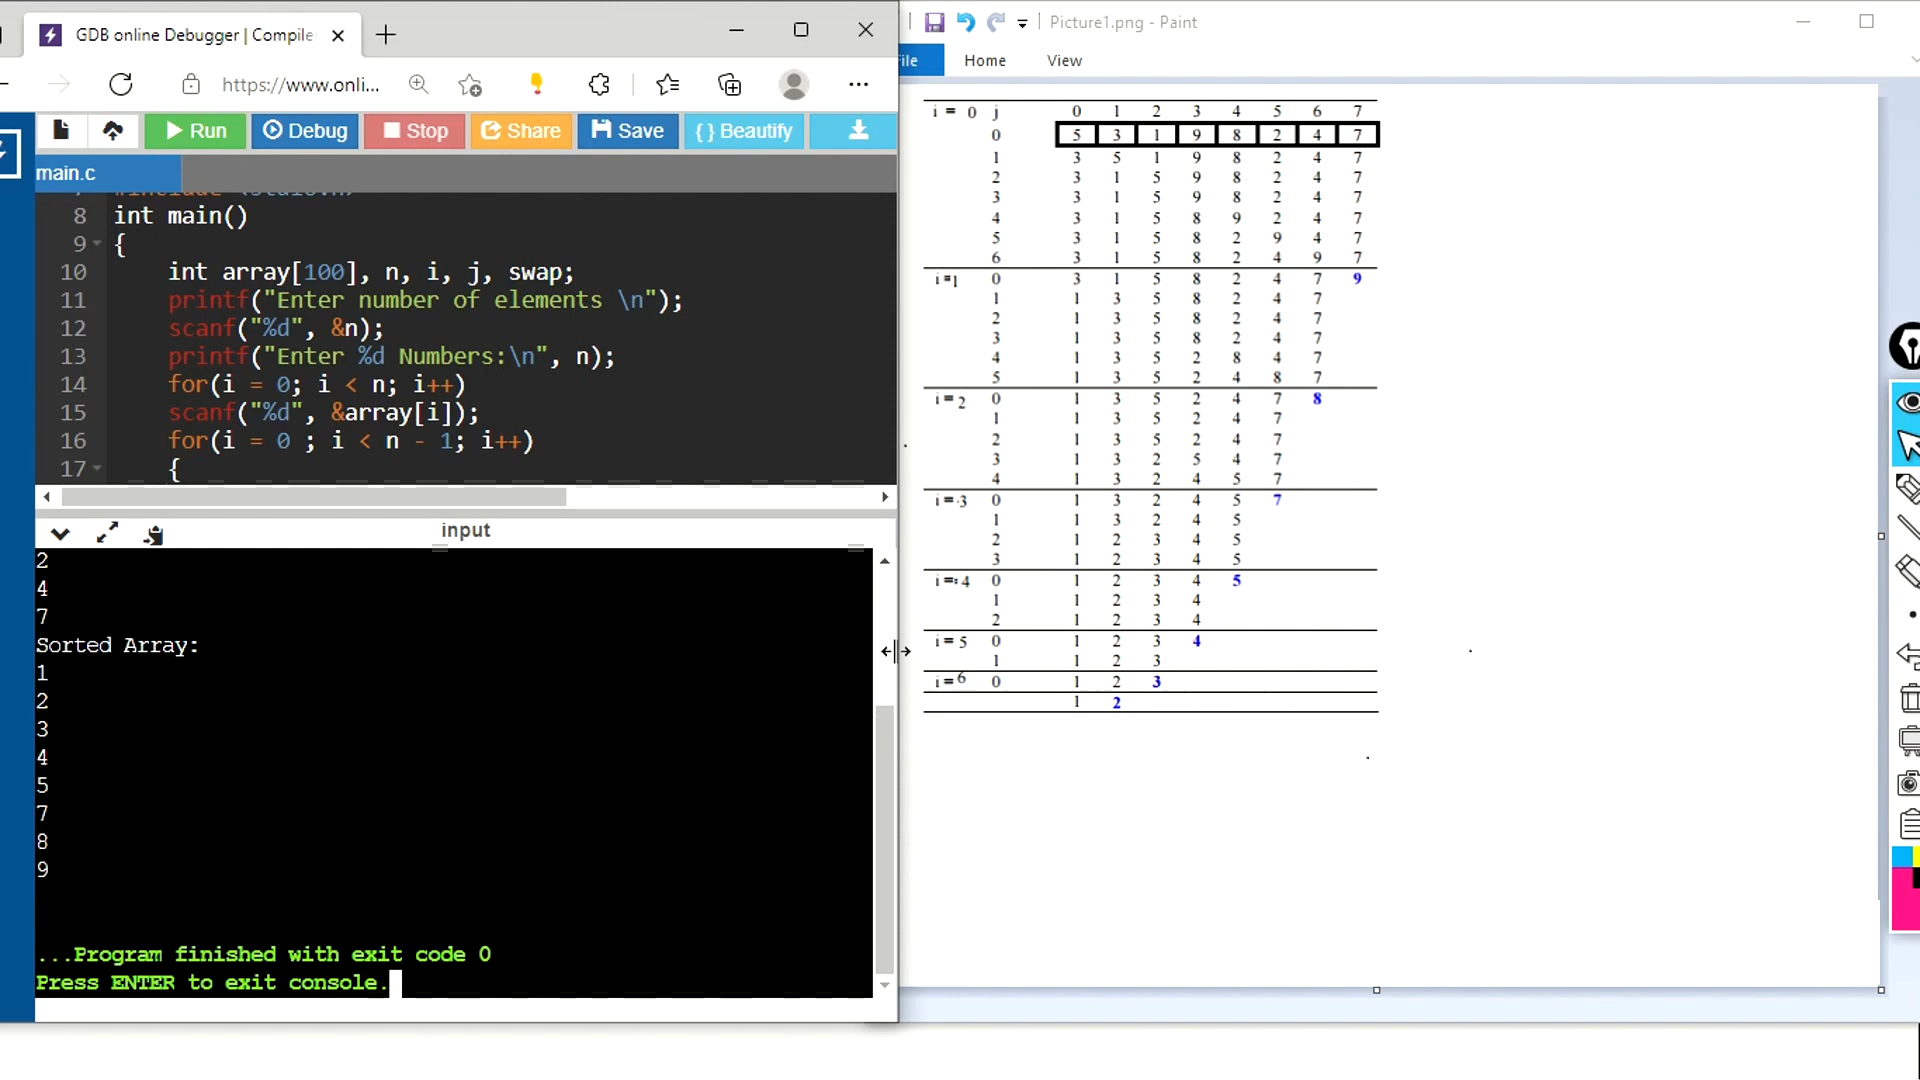 GDB online Debugger | Compiler
https://www.onli...
Run Debug Stop Share Save { } Beautify
main.c
8 int main()
9 {
10 int array[100], n, i, j, swap;
11 printf("Enter number of elements \n");
12 scanf("%d", &n);
13 printf("Enter %d Numbers:\n", n);
14 for(i = 0; i < n; i++)
15 scanf("%d", &array[i]);
16 for(i = 0 ; i < n - 1; i++)
17 {
input
2
4
7
Sorted Array:
1
2
3
4
5
7
8
9
...Program finished with exit code 0
Press ENTER to exit console.
Picture1.png - Paint
File Home View
i = 0 j 0 1 2 3 4 5 6 7
0 5 3 1 9 8 2 4 7
1 3 5 1 9 8 2 4 7
2 3 1 5 9 8 2 4 7
3 3 1 5 9 8 2 4 7
4 3 1 5 8 9 2 4 7
5 3 1 5 8 2 9 4 7
6 3 1 5 8 2 4 9 7
i =1 0 3 1 5 8 2 4 7 9
1 1 3 5 8 2 4 7
2 1 3 5 8 2 4 7
3 1 3 5 8 2 4 7
4 1 3 5 2 8 4 7
5 1 3 5 2 4 8 7
i = 2 0 1 3 5 2 4 7 8
1 1 3 5 2 4 7
2 1 3 5 2 4 7
3 1 3 2 5 4 7
4 1 3 2 4 5 7
i = 3 0 1 3 2 4 5 7
1 1 3 2 4 5
2 1 2 3 4 5
3 1 2 3 4 5
i = 4 0 1 2 3 4 5
1 1 2 3 4
2 1 2 3 4
i = 5 0 1 2 3 4
1 1 2 3
i = 6 0 1 2 3
1 2